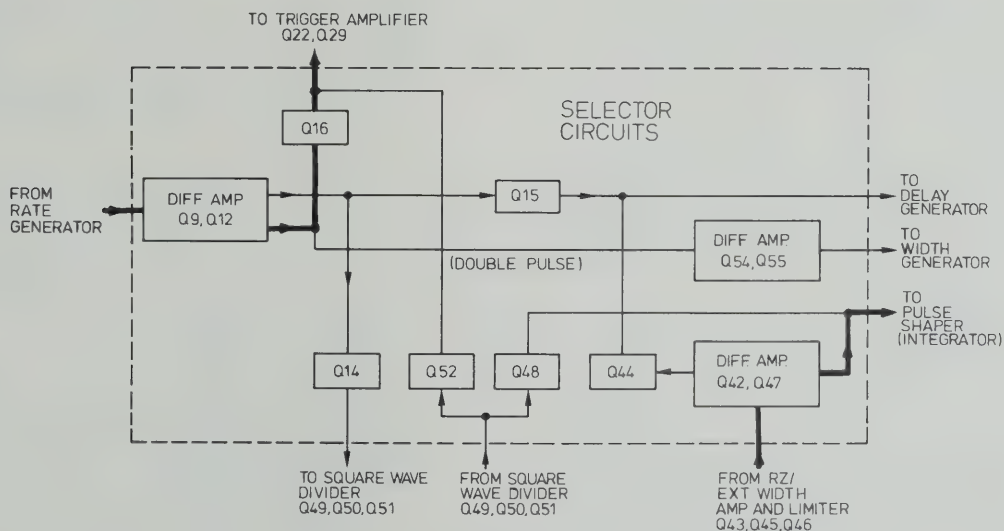 TO TRIGGER AMPLIFIER
Q22,Q29
SELECTOR
CIRCUITS
Q16
FROM
RATE
GENERATOR
DIFF AMP
Q9,Q12
Q15
TO
DELAY
GENERATOR
DIFF AMP.
Q54,Q55
TO
WIDTH
GENERATOR
(DOUBLE PULSE)
TO
PULSE
SHAPER
(INTEGRATOR)
Q14
Q52
Q48
Q44
DIFF AMP.
Q42,Q47
TO SQUARE WAVE
DIVIDER
Q49,Q50,Q51
FROM SQUARE
WAVE DIVIDER
Q49,Q50,Q51
FROM RZ/
EXT WIDTH
AMP AND LIMITER
Q43,Q45,Q46